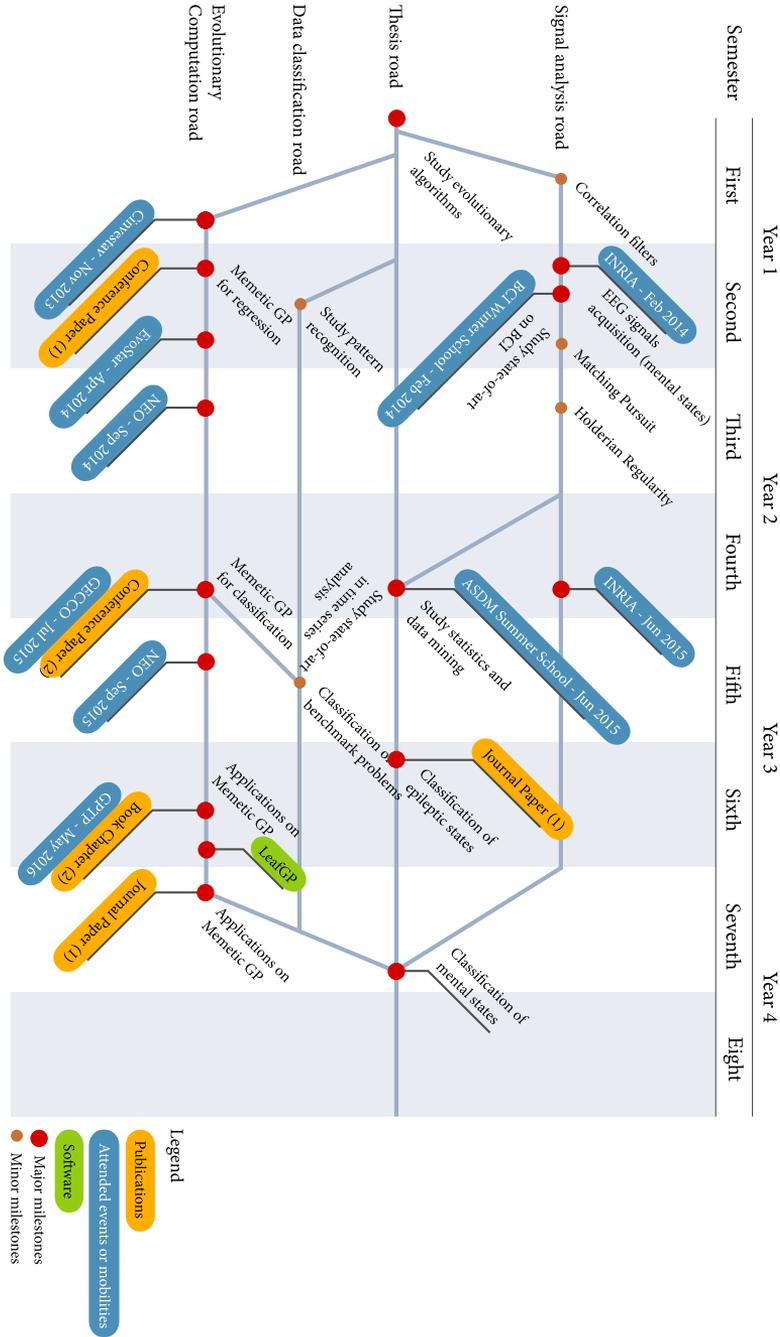 Year 1
Year 2
Year 3
Year 4
Semester
First
Second
Third
Fourth
Fifth
Sixth
Seventh
Eight
Signal analysis road
Correlation filters
INRIA - Feb 2014
EEG signals
acquisition (mental states)
BCI Winter School - Feb 2014
Study state-of-art
on BCI
Matching Pursuit
Holderian Regularity
INRIA - Jun 2015
Thesis road
Study evolutionary
algorithms
ASDM Summer School - Jun 2015
Study statistics and
data mining
Journal Paper (1)
Classification of
epileptic states
Classification of
mental states
Data classification road
Study pattern
recognition
Study state-of-art
in time series
analysis
Classification of
benchmark problems
Evolutionary
Computation road
Cinvestav - Nov 2013
Memetic GP
for regression
Conference Paper (1)
EvoStar - Apr 2014
NEO - Sep 2014
Memetic GP
for classification
Conference Paper (2)
GECCO - Jul 2015
NEO - Sep 2015
Applications on
Memetic GP
Book Chapter (2)
GPTP - May 2016
LeafGP
Applications on
Memetic GP
Journal Paper (1)
Legend
Publications
Attended events or mobilities
Software
Major milestones
Minor milestones